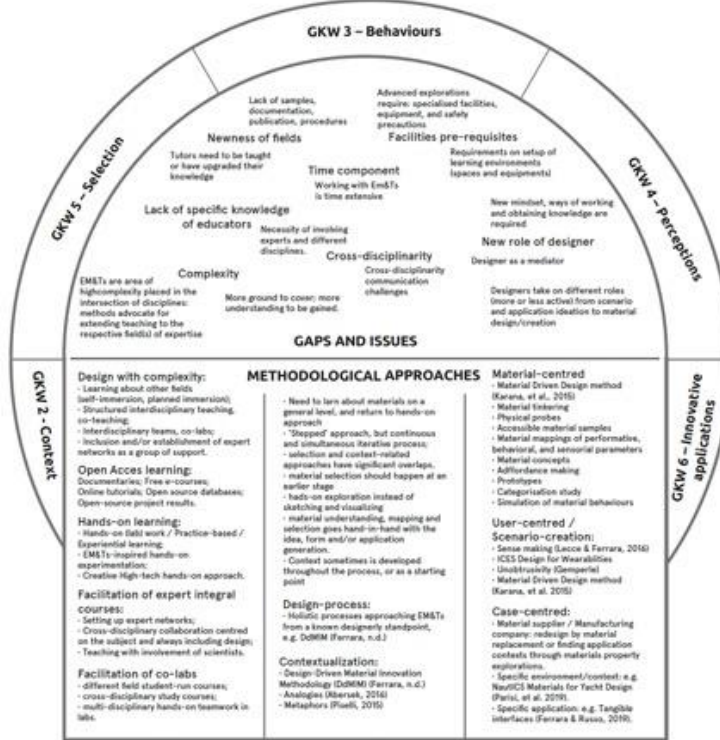 GKW 3 – Behaviours
GKW 5 – Selection
GKW 4 – Perceptions
Lack of samples,
documentation,
publication, procedures
Advanced explorations
require: specialised facilities,
equipment, and safety
precautions
Newness of fields
Facilities pre-requisites
Tutors need to be taught
or have upgraded their
knowledge
Requirements on setup of
learning environments
(spaces and equipments)
Time component
Working with Em&Ts
is time extensive
Lack of specific knowledge
of educators
New mindset, ways of working
and obtaining knowledge are
required
Necessity of involving
experts and different
disciplines.
New role of designer
Cross-disciplinarity
Designer as a mediator
Complexity
Cross-disciplinarity
communication
challenges
EM&Ts are area of
highcomplexity placed in the
intersection of disciplines:
methods advocate for
extending teaching to the
respective field(s) of expertise
More ground to cover; more
understanding to be gained.
Designers take on different roles
(more or less active) from scenario
and application ideation to material
design/creation
GAPS AND ISSUES
GKW 2 - Context
GKW 6 – Innovative
applications
METHODOLOGICAL APPROACHES
Design with complexity:
- Learning about other fields
(self-immersion, planned immersion);
- Structured interdisciplinary teaching,
co-teaching;
- Interdisciplinary teams, co-labs;
- Inclusion and/or establishment of expert
networks as a group of support.
Open Acces learning:
Documentaries; Free e-courses;
Online tutorials; Open source databases;
Open-source project results.
Hands-on learning:
- Hands-on (lab) work / Practice-based /
Experiential learning;
- EM&Ts-inspired hands-on
experimentation;
- Creative High-tech hands-on approach.
Facilitation of expert integral
courses:
- Setting up expert networks;
- Cross-disciplinary collaboration centred
on the subject and always including design;
- Teaching with involvement of scientists.
Facilitation of co-labs
- different field student-run courses;
- cross-disciplinary study courses;
- multi-disciplinary hands-on teamwork in
labs.
- Need to larn about materials on a
general level, and return to hands-on
approach
- "Stepped" approach, but continuous
and simultaneous iterative process;
- selection and context-related
approaches have significant overlaps.
- material selection should happen at an
earlier stage
- hads-on exploration instead of
sketching and visualizing
- material understanding, mapping and
selection goes hand-in-hand with the
idea, form and/or application
generation.
- Context sometimes is developed
throughout the process, or as a starting
point
Design-process:
- Holistic processes approaching EM&Ts
from a known designerly standpoint,
e.g. DdMIM (Ferrara, n.d.)
Contextualization:
- Design-Driven Material Innovation
Methodology (DdMIM) (Ferrara, n.d.)
- Analogies (Abersek, 2016)
- Metaphors (Piselli, 2015)
Material-centred
- Material Driven Design method
(Karana, et al., 2015)
- Material tinkering
- Physical probes
- Accessible material samples
- Material mappings of performative,
behavioral, and sensorial parameters
- Material concepts
- Adffordance making
- Prototypes
- Categorisation study
- Simulation of material behaviours
User-centred /
Scenario-creation:
- Sense making (Lecce & Ferrara, 2016)
- ICES Design for Wearablities
- Unobtrusivity (Gemperle)
- Material Driven Design method
(Karana, et al. 2015)
Case-centred:
- Material supplier / Manufacturing
company: redesign by material
replacement or finding application
contexts through materials property
explorations.
- Specific environment/context: e.g.
NautICS Materials for Yacht Design
(Parisi, et al. 2019).
- Specific application: e.g. Tangible
interfaces (Ferrara & Russo, 2019).